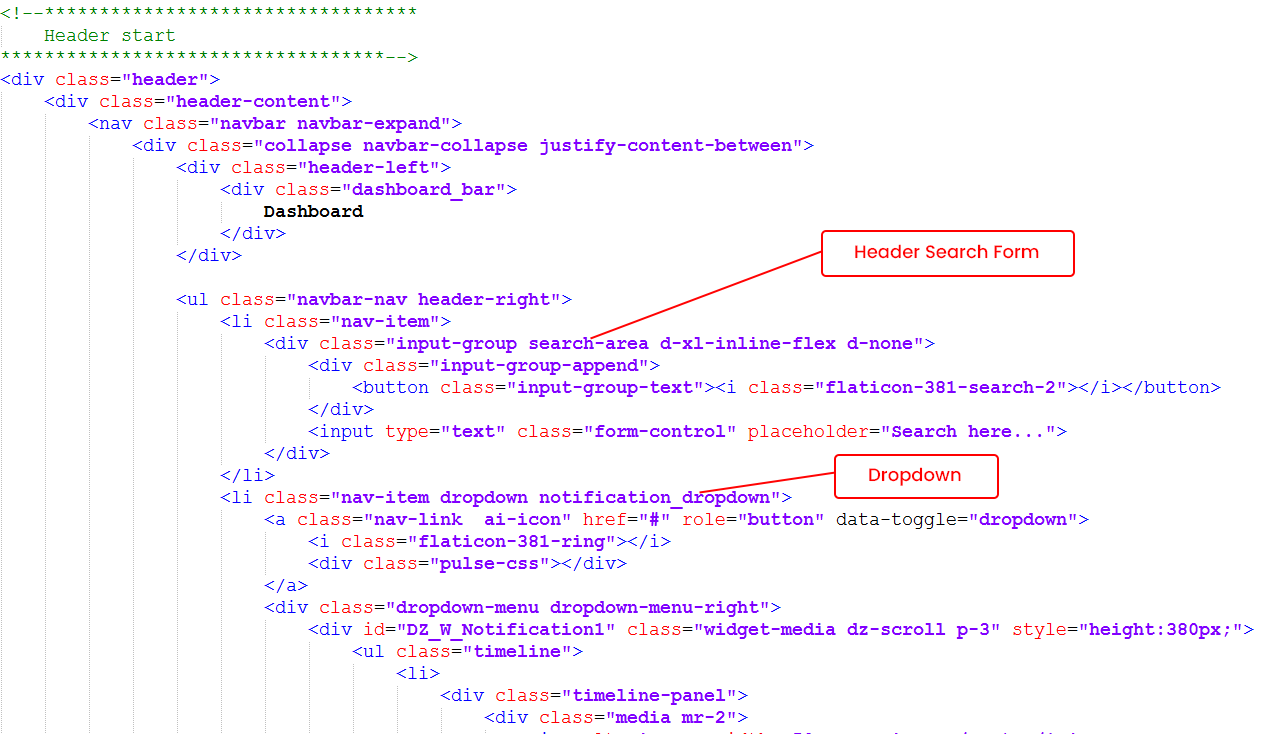 <!--**********************************
    Header start
***********************************-->
<div class="header">
    <div class="header-content">
        <nav class="navbar navbar-expand">
            <div class="collapse navbar-collapse justify-content-between">
                <div class="header-left">
                    <div class="dashboard_bar">
                        Dashboard
                    </div>
                </div>
Header Search Form
                <ul class="navbar-nav header-right">
                    <li class="nav-item">
                        <div class="input-group search-area d-xl-inline-flex d-none">
                            <div class="input-group-append">
                                <button class="input-group-text"><i class="flaticon-381-search-2"></i></button>
                            </div>
                            <input type="text" class="form-control" placeholder="Search here...">
                        </div>
                    </li>
Dropdown
                    <li class="nav-item dropdown notification_dropdown">
                        <a class="nav-link  ai-icon" href="#" role="button" data-toggle="dropdown">
                            <i class="flaticon-381-ring"></i>
                            <div class="pulse-css"></div>
                        </a>
                        <div class="dropdown-menu dropdown-menu-right">
                            <div id="DZ_W_Notification1" class="widget-media dz-scroll p-3" style="height:380px;">
                                <ul class="timeline">
                                    <li>
                                        <div class="timeline-panel">
                                            <div class="media mr-2">